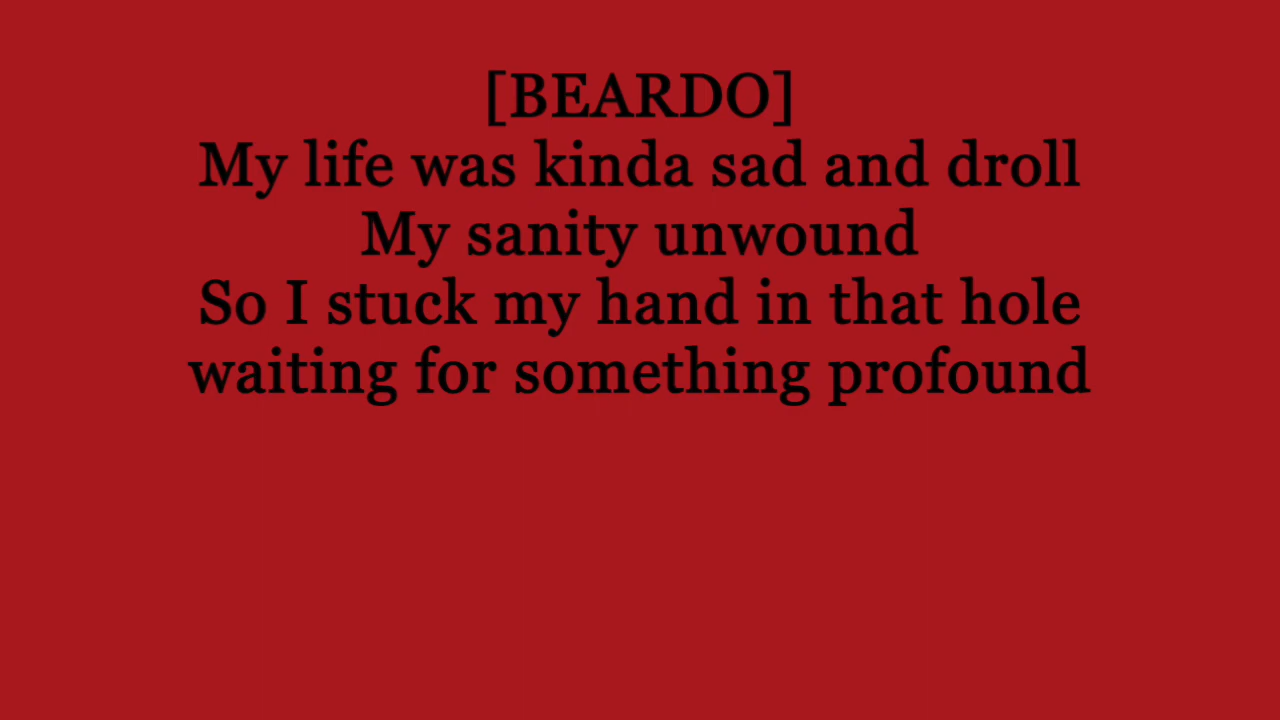 [BEARDO]
My life was kinda sad and droll
My sanity unwound
So I stuck my hand in that hole
waiting for something profound